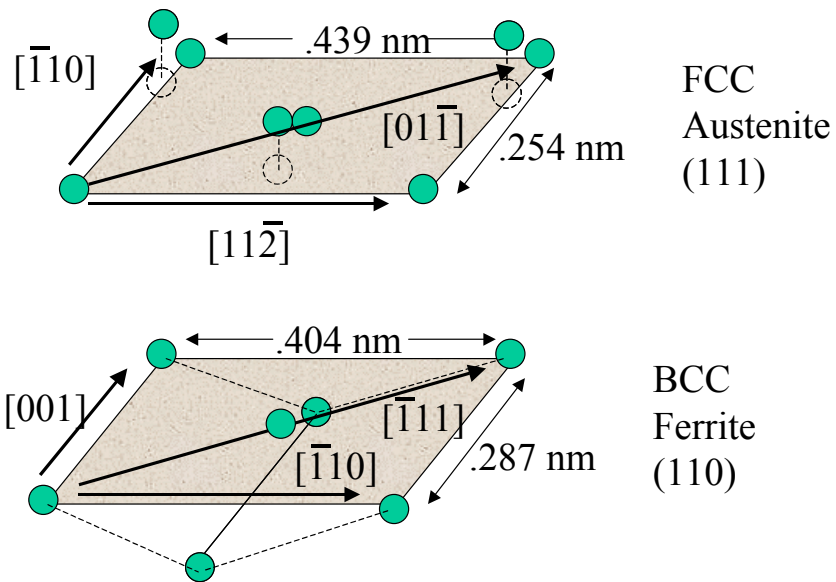 .439 nm
[1̅10]
[011̅]
.254 nm
[112̅]
FCC
Austenite
(111)
.404 nm
[001]
[1̅11]
[1̅10]
.287 nm
BCC
Ferrite
(110)